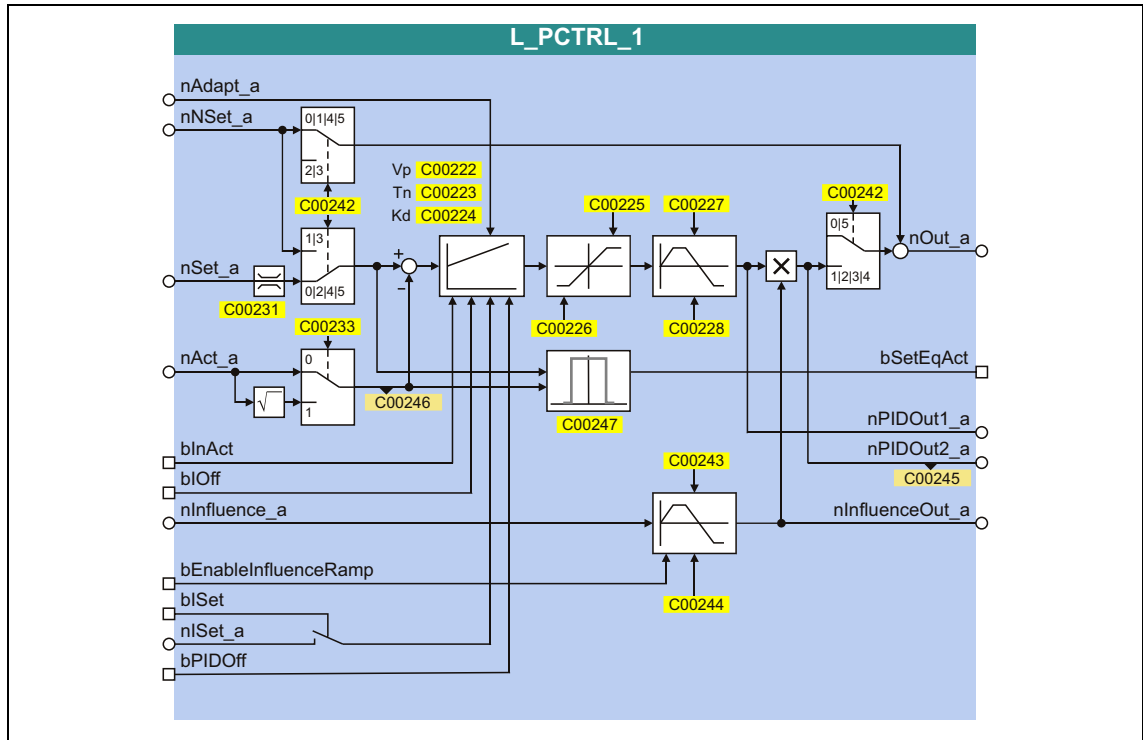 L_PCTRL_1
nAdapt_a
nNSet_a
0|1|4|5
2|3
C00242
Vp C00222
Tn C00223
Kd C00224
C00225
C00227
C00242
0|5
1|2|3|4
nOut_a
1|3
0|2|4|5
+
−
nSet_a
C00231
C00226
C00228
C00233
nAct_a
0
1
√
C00246
C00247
bSetEqAct
nPIDOut1_a
nPIDOut2_a
C00245
bInAct
bIOff
C00243
nInfluence_a
nInfluenceOut_a
bEnableInfluenceRamp
C00244
bISet
nISet_a
bPIDOff